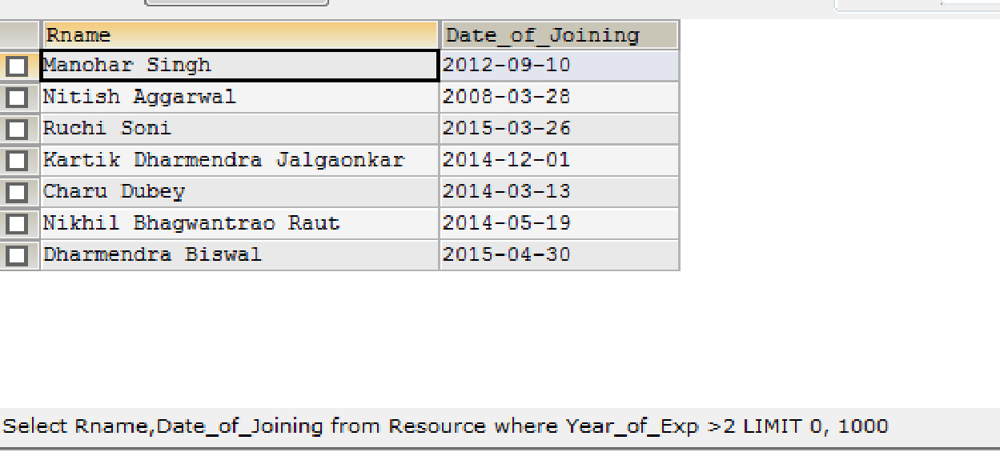 Rname Date_of_Joining
Manohar Singh 2012-09-10
Nitish Aggarwal 2008-03-28
Ruchi Soni 2015-03-26
Kartik Dharmendra Jalgaonkar 2014-12-01
Charu Dubey 2014-03-13
Nikhil Bhagwantrao Raut 2014-05-19
Dharmendra Biswal 2015-04-30
Select Rname,Date_of_Joining from Resource where Year_of_Exp >2 LIMIT 0, 1000